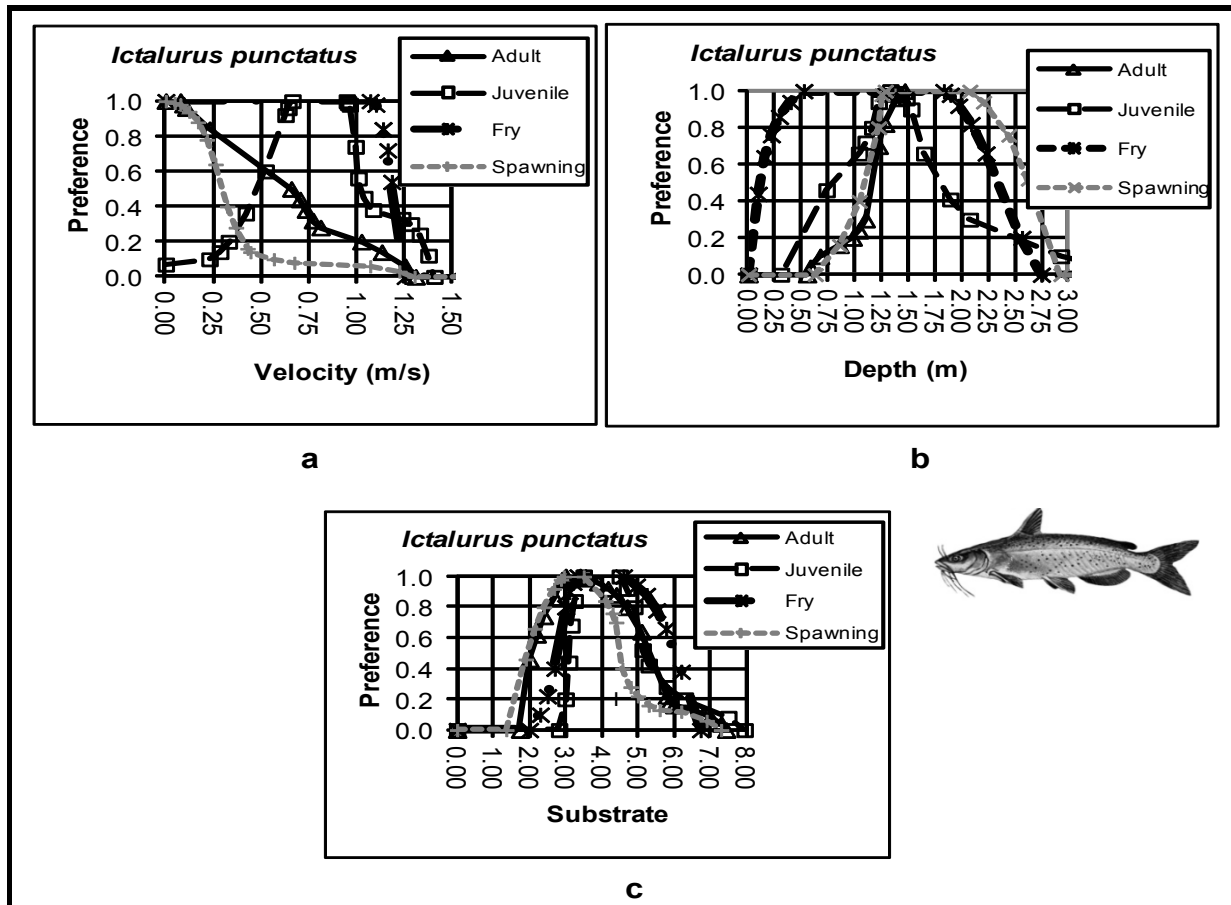 Ictalurus punctatus
Adult
Juvenile
Fry
Spawning
Preference
1.0
0.8
0.6
0.4
0.2
0.0
0.00
0.25
0.50
0.75
1.00
1.25
1.50
Velocity (m/s)
a
Ictalurus punctatus
Adult
Juvenile
Fry
Spawning
Preference
1.0
0.8
0.6
0.4
0.2
0.0
0.00
0.25
0.50
0.75
1.00
1.25
1.50
1.75
2.00
2.25
2.50
2.75
3.00
Depth (m)
b
Ictalurus punctatus
Adult
Juvenile
Fry
Spawning
Preference
1.0
0.8
0.6
0.4
0.2
0.0
0.00
1.00
2.00
3.00
4.00
5.00
6.00
7.00
8.00
Substrate
c